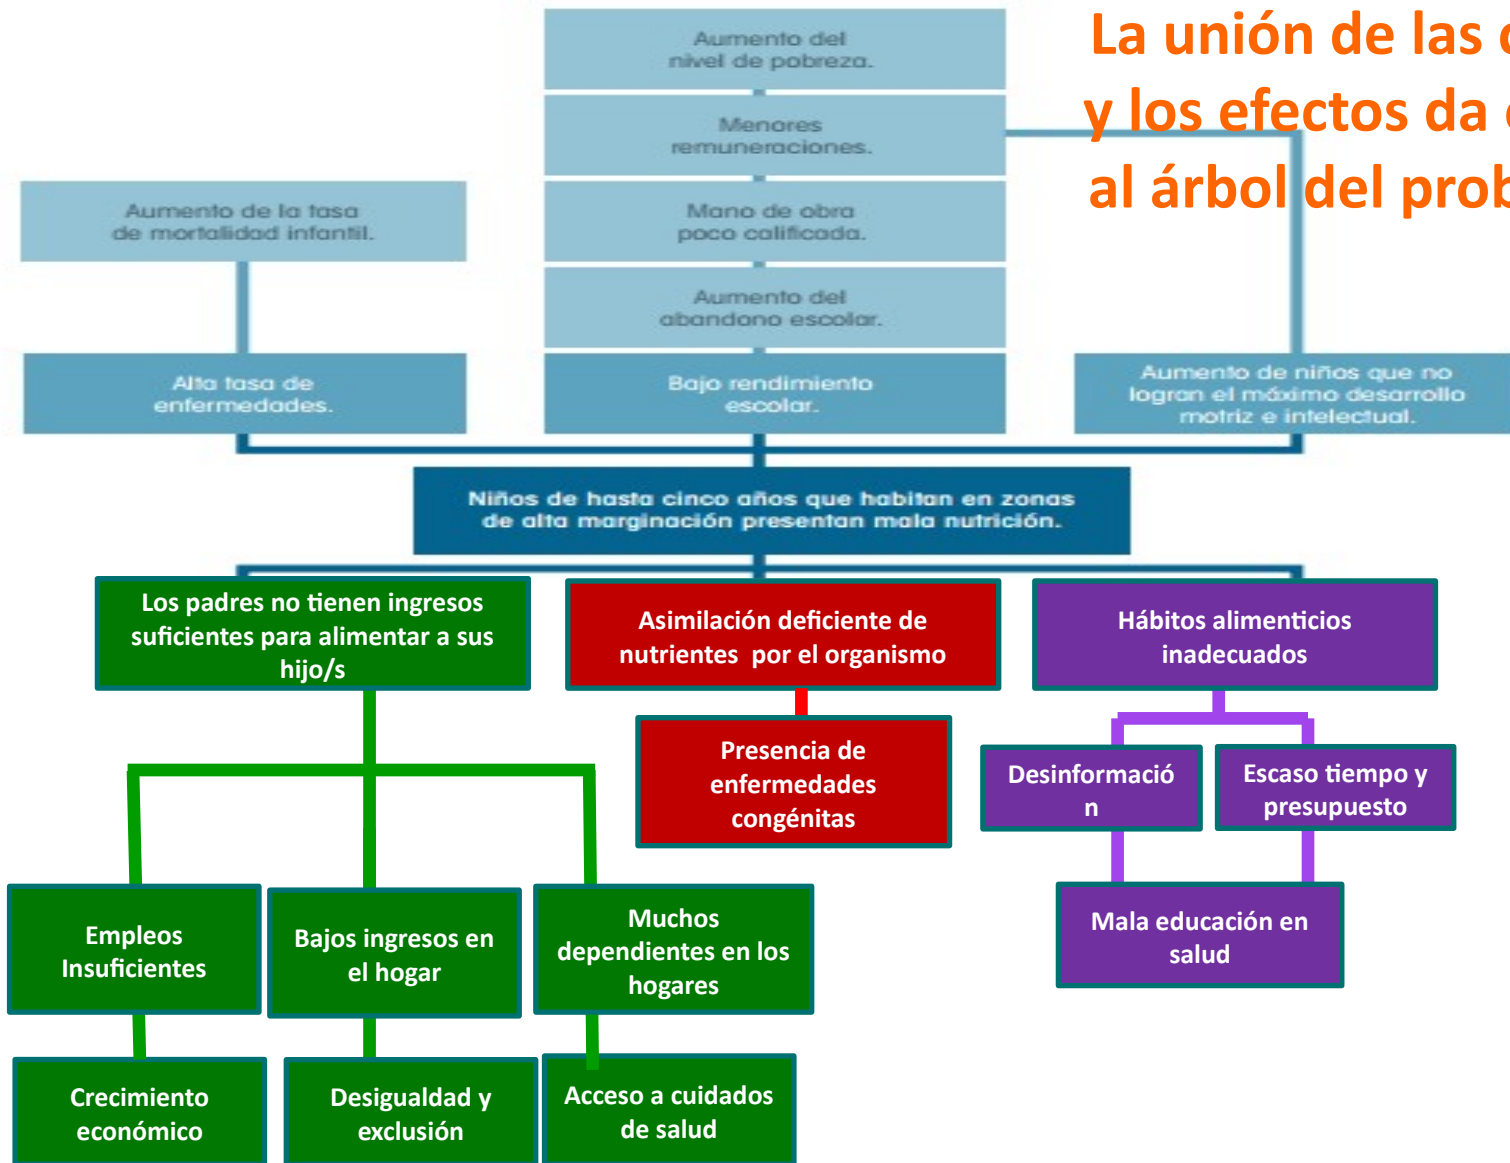 La unión de las
y los efectos da
al árbol del
Aumento del
nivel de pobreza.
Menores
remuneraciones.
Aumento de la tasa
de mortalidad infantil.
Mano de obra
poco calificada.
Aumento del
abandono escolar.
Alta tasa de
enfermedades.
Bajo rendimiento
escolar.
Aumento de niños que no
logran el máximo desarrollo
motriz e intelectual.
Niños de hasta cinco años que habitan en zonas
de alta marginación presentan mala nutrición.
Los padres no tienen ingresos
suficientes para alimentar a sus
hijo/s
Asimilación deficiente de
nutrientes por el organismo
Hábitos alimenticios
inadecuados
Presencia de
enfermedades
congénitas
Desinformació
n
Escaso tiempo y
presupuesto
Empleos
Insuficientes
Bajos ingresos en
el hogar
Muchos
dependientes en los
hogares
Mala educación en
salud
Crecimiento
económico
Desigualdad y
exclusión
Acceso a cuidados
de salud